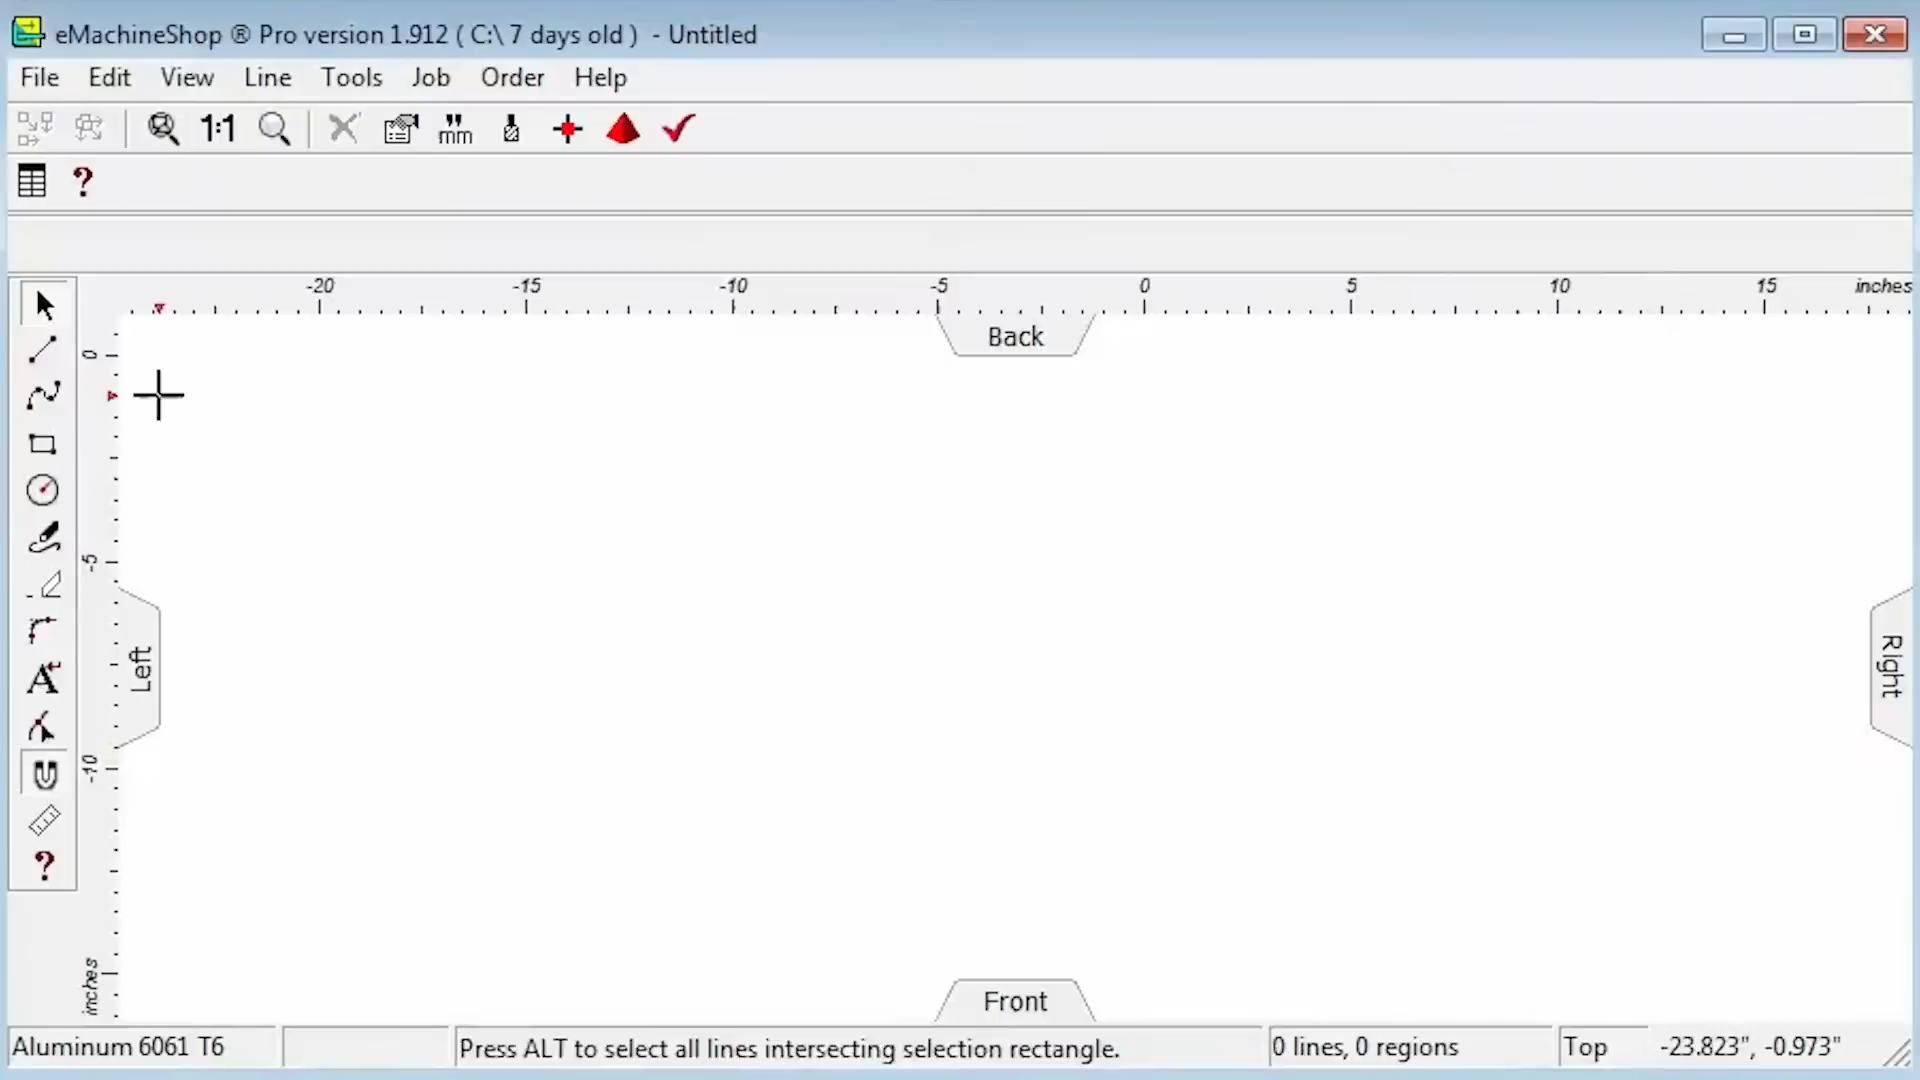 eMachineShop ® Pro version 1.912 ( C:\ 7 days old ) - Untitled
File Edit View Line Tools Job Order Help
1:1 "mm
?
-20 -15 -10 -5 0 5 10 15 inches
Back
0
-5
Left
Right
-10
A
?
inches
Front
Aluminum 6061 T6 Press ALT to select all lines intersecting selection rectangle. 0 lines, 0 regions Top -23.823", -0.973"